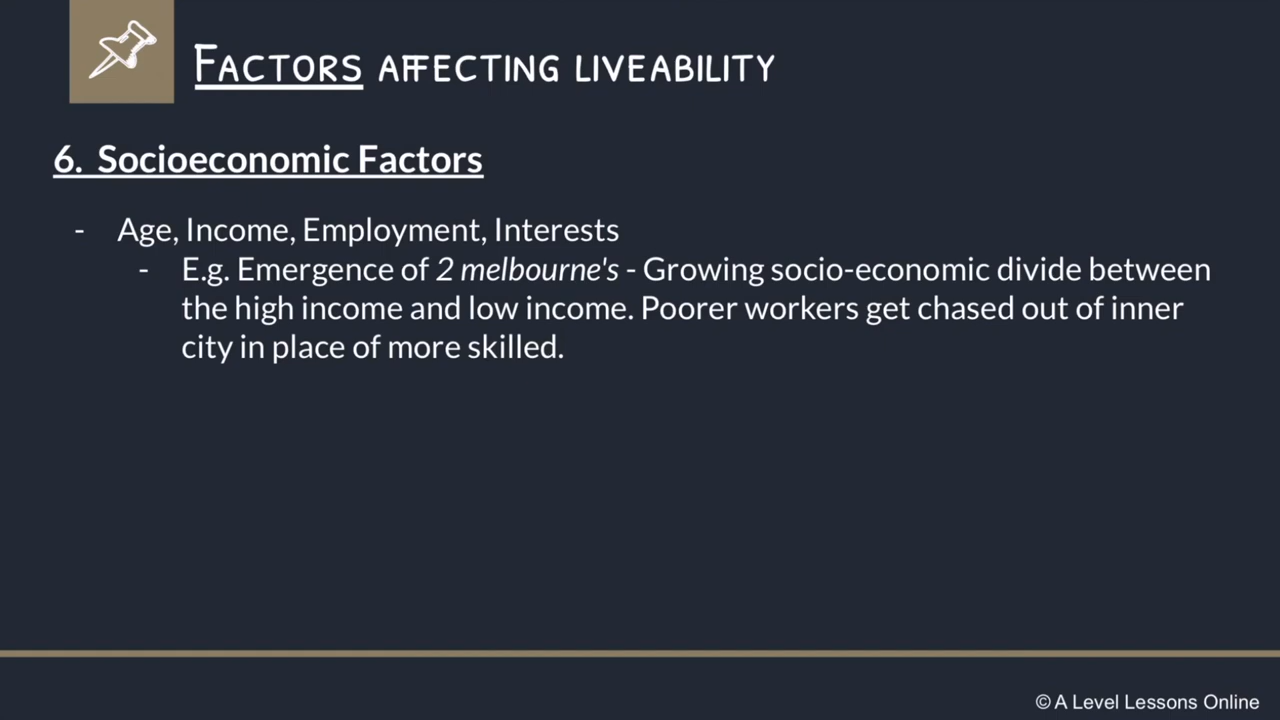 FACTORS AFFECTING LIVEABILITY
6. Socioeconomic Factors
- Age, Income, Employment, Interests
- E.g. Emergence of 2 melbourne's - Growing socio-economic divide between
the high income and low income. Poorer workers get chased out of inner
city in place of more skilled.
© A Level Lessons Online